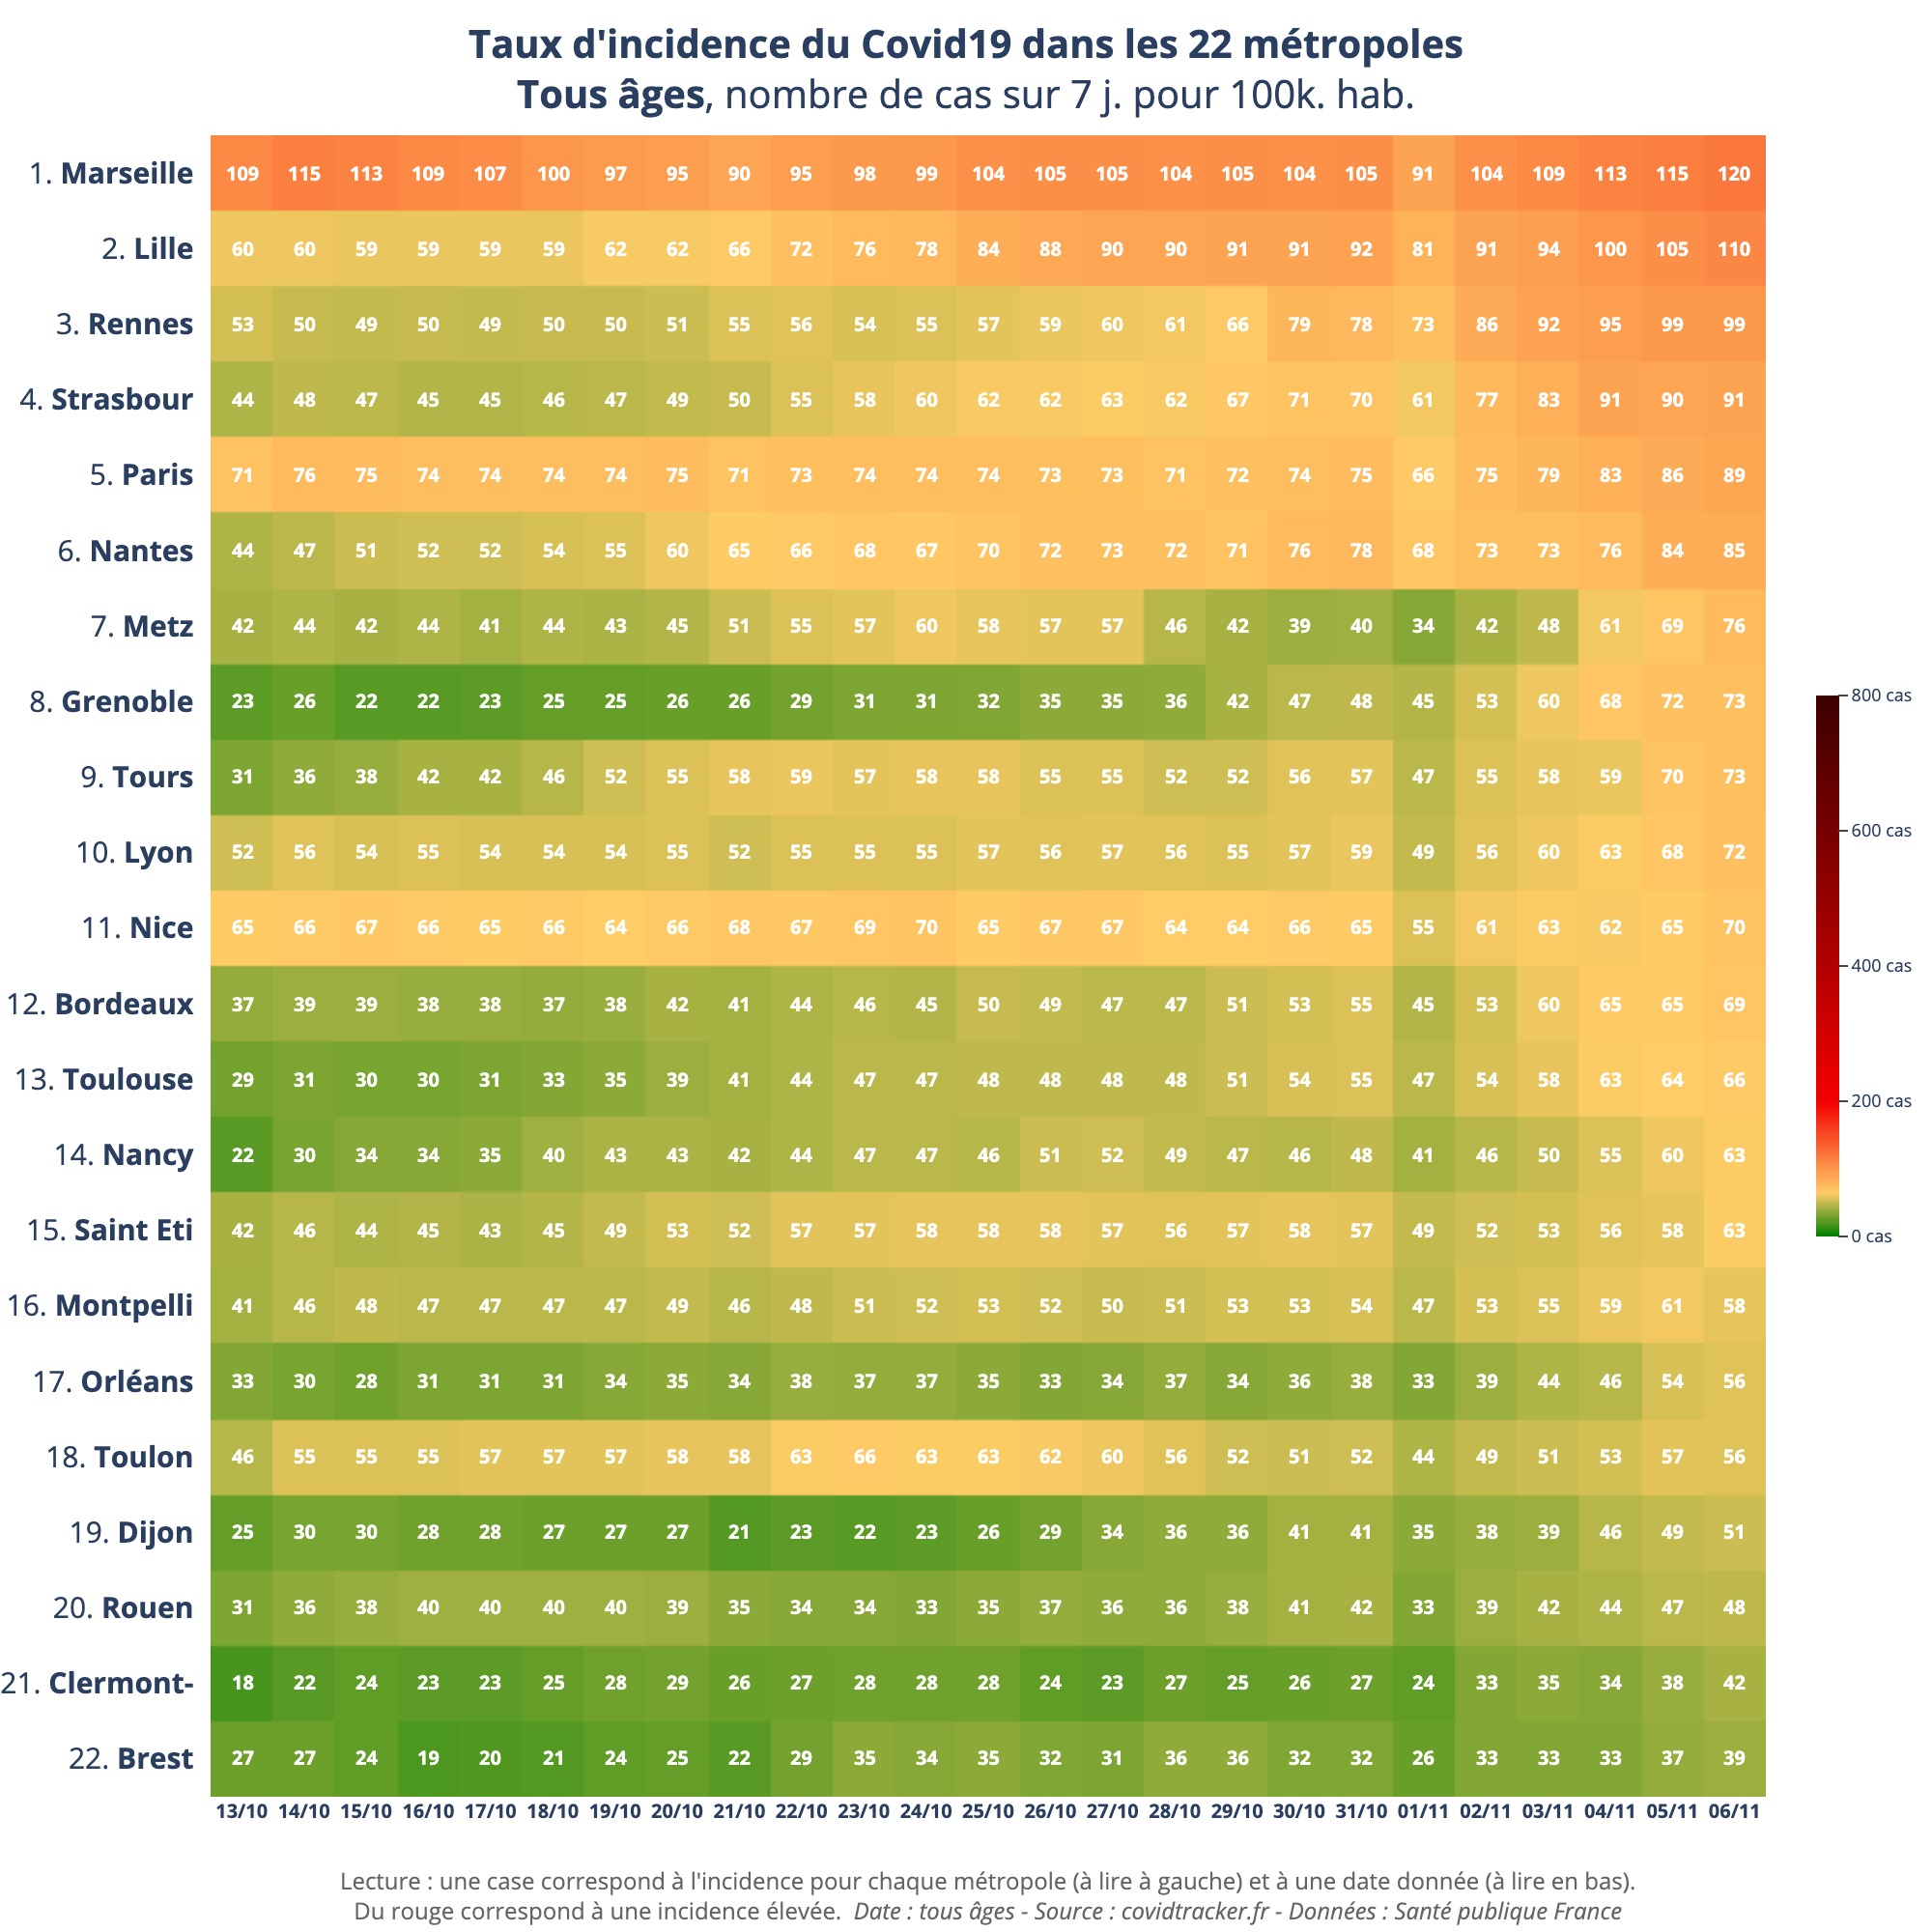 Taux d'incidence du Covid19 dans les 22 métropoles
Tous âges, nombre de cas sur 7 j. pour 100k. hab.
1. Marseille 109 115 113 109 107 100 97 95 90 95 98 99 104 105 105 104 105 104 105 91 104 109 113 115 120
2. Lille 60 60 59 59 59 59 62 62 66 72 76 78 84 88 90 90 91 91 92 81 91 94 100 105 110
3. Rennes 53 50 49 50 49 50 50 51 55 56 54 55 57 59 60 61 66 79 78 73 86 92 95 99 99
4. Strasbour 44 48 47 45 45 46 47 49 50 55 58 60 62 62 63 62 67 71 70 61 77 83 91 90 91
5. Paris 71 76 75 74 74 74 74 75 71 73 74 74 74 73 73 71 72 74 75 66 75 79 83 86 89
6. Nantes 44 47 51 52 52 54 55 60 65 66 68 67 70 72 73 72 71 76 78 68 73 73 76 84 85
7. Metz 42 44 42 44 41 44 43 45 51 55 57 60 58 57 57 46 42 39 40 34 42 48 61 69 76
8. Grenoble 23 26 22 22 23 25 25 26 26 29 31 31 32 35 35 36 42 47 48 45 53 60 68 72 73
9. Tours 31 36 38 42 42 46 52 55 58 59 57 58 58 55 55 52 52 56 57 47 55 58 59 70 73
10. Lyon 52 56 54 55 54 54 54 55 52 55 55 55 57 56 57 56 55 57 59 49 56 60 63 68 72
11. Nice 65 66 67 66 65 66 64 66 68 67 69 70 65 67 67 64 64 66 65 55 61 63 62 65 70
12. Bordeaux 37 39 39 38 38 37 38 42 41 44 46 45 50 49 47 47 51 53 55 45 53 60 65 65 69
13. Toulouse 29 31 30 30 31 33 35 39 41 44 47 47 48 48 48 48 51 54 55 47 54 58 63 64 66
14. Nancy 22 30 34 34 35 40 43 43 42 44 47 47 46 51 52 49 47 46 48 41 46 50 55 60 63
15. Saint Eti 42 46 44 45 43 45 49 53 52 57 57 58 58 58 57 56 57 58 57 49 52 53 56 58 63
16. Montpelli 41 46 48 47 47 47 47 49 46 48 51 52 53 52 50 51 53 53 54 47 53 55 59 61 58
17. Orléans 33 30 28 31 31 31 34 35 34 38 37 37 35 33 34 37 34 36 38 33 39 44 46 54 56
18. Toulon 46 55 55 55 57 57 57 58 58 63 66 63 63 62 60 56 52 51 52 44 49 51 53 57 56
19. Dijon 25 30 30 28 28 27 27 27 21 23 22 23 26 29 34 36 36 41 41 35 38 39 46 49 51
20. Rouen 31 36 38 40 40 40 40 39 35 34 34 33 35 37 36 36 38 41 42 33 39 42 44 47 48
21. Clermont- 18 22 24 23 23 25 28 29 26 27 28 28 28 24 23 27 25 26 27 24 33 35 34 38 42
22. Brest 27 27 24 19 20 21 24 25 22 29 35 34 35 32 31 36 36 32 32 26 33 33 33 37 39
13/10 14/10 15/10 16/10 17/10 18/10 19/10 20/10 21/10 22/10 23/10 24/10 25/10 26/10 27/10 28/10 29/10 30/10 31/10 01/11 02/11 03/11 04/11 05/11 06/11
800 cas
600 cas
400 cas
200 cas
0 cas
Lecture : une case correspond à l'incidence pour chaque métropole (à lire à gauche) et à une date donnée (à lire en bas).
Du rouge correspond à une incidence élevée. Date : tous âges - Source : covidtracker.fr - Données : Santé publique France